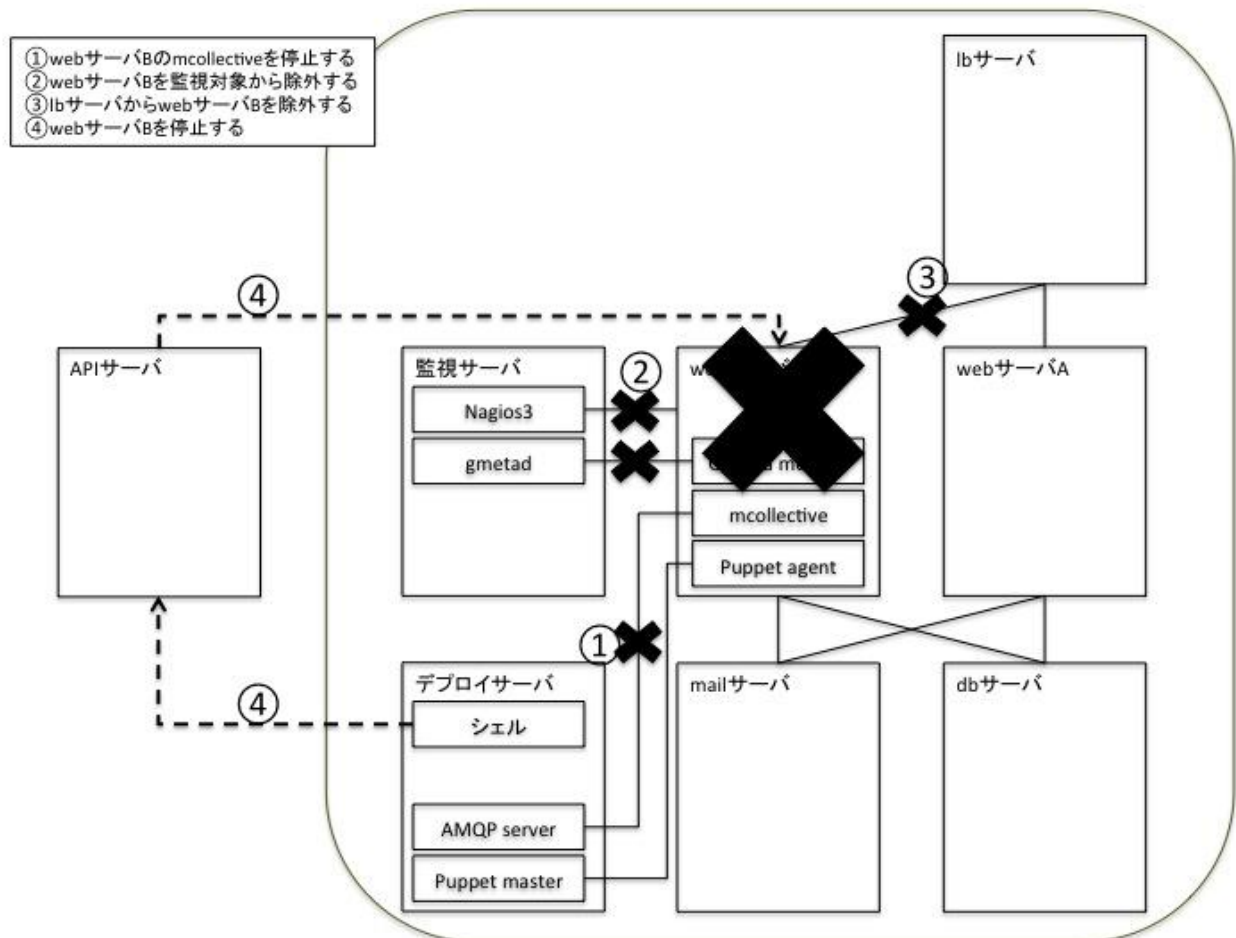 ①webサーバBのmcollectiveを停止する
②webサーバBを監視対象から除外する
③lbサーバからwebサーバBを除外する
④webサーバBを停止する
lbサーバ
③
④
APIサーバ
監視サーバ
②
webサーバA
Nagios3
gmetad
mcollective
Puppet agent
①
デプロイサーバ
mailサーバ
dbサーバ
④
シェル
AMQP server
Puppet master